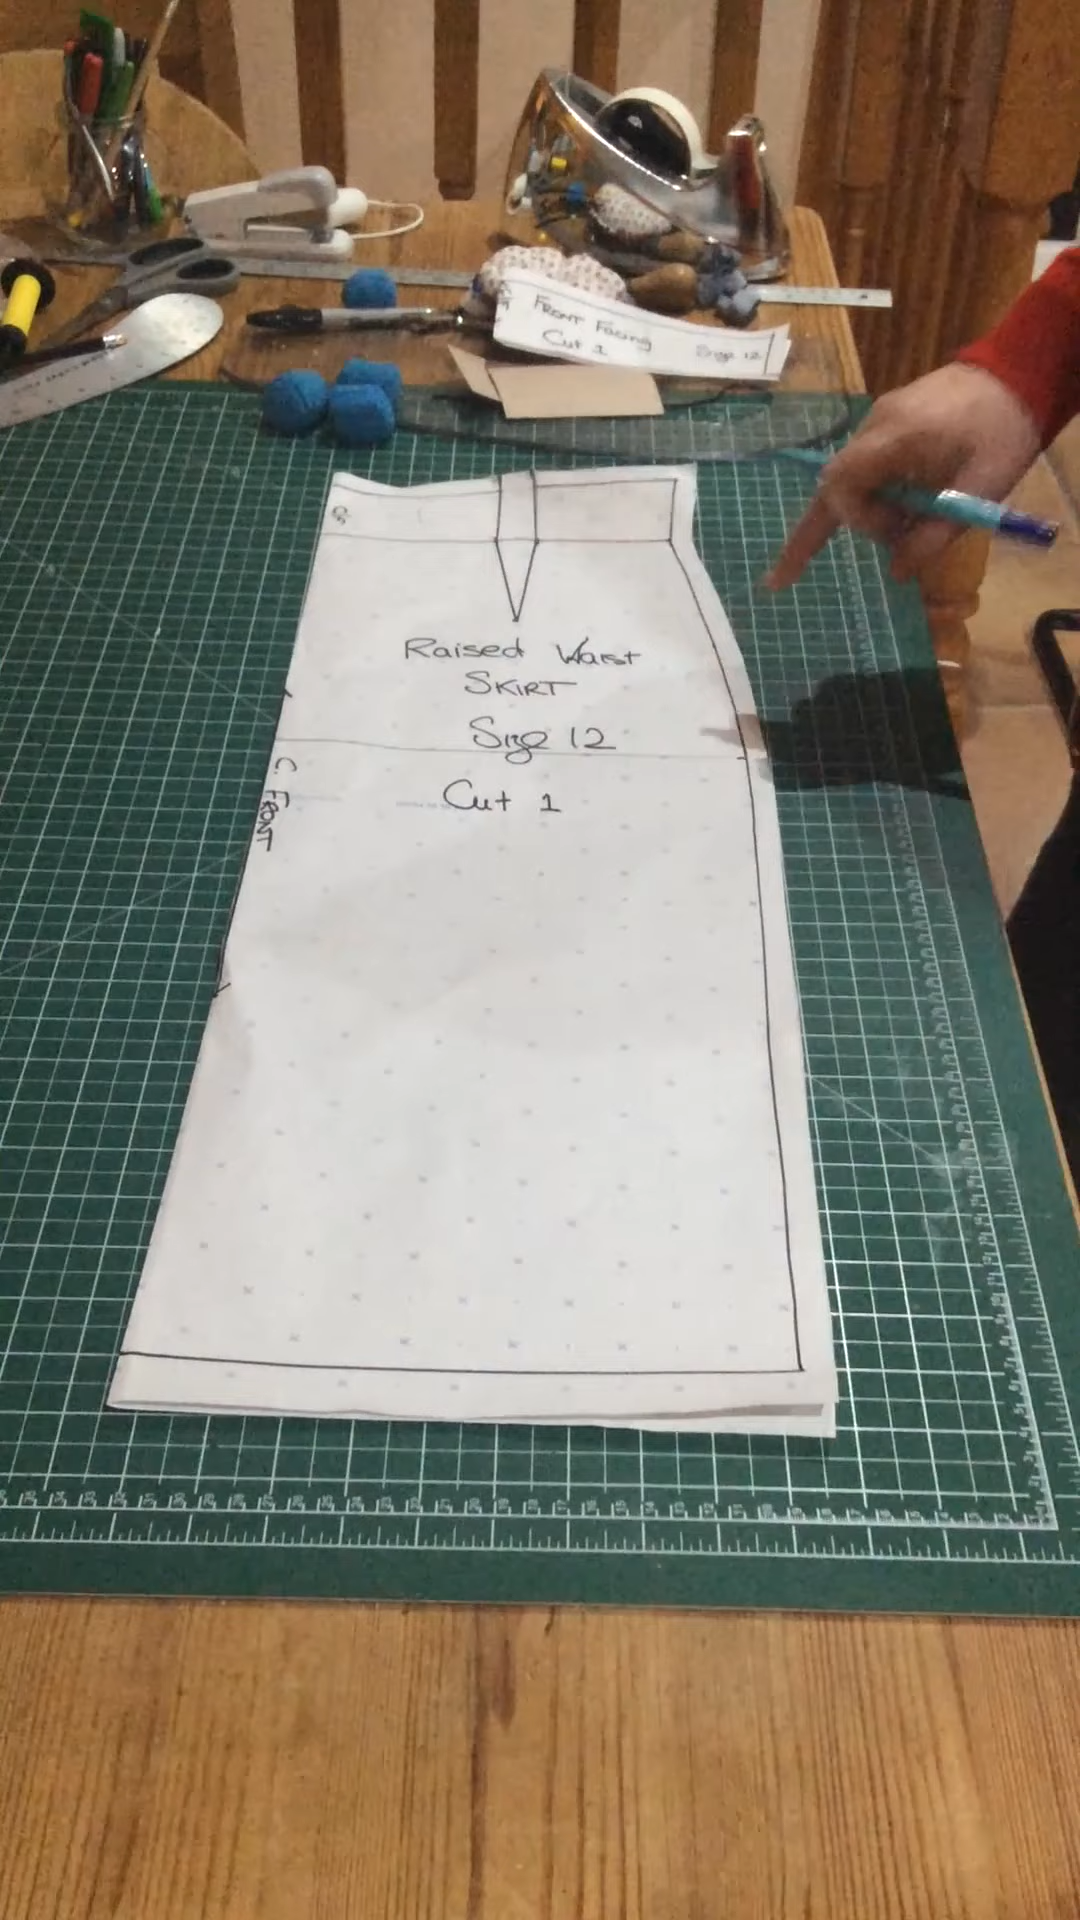 FRONT Facing Size 12
Cut 1
Raised Waist
SKIRT
Size 12
Cut 1
C. FRONT